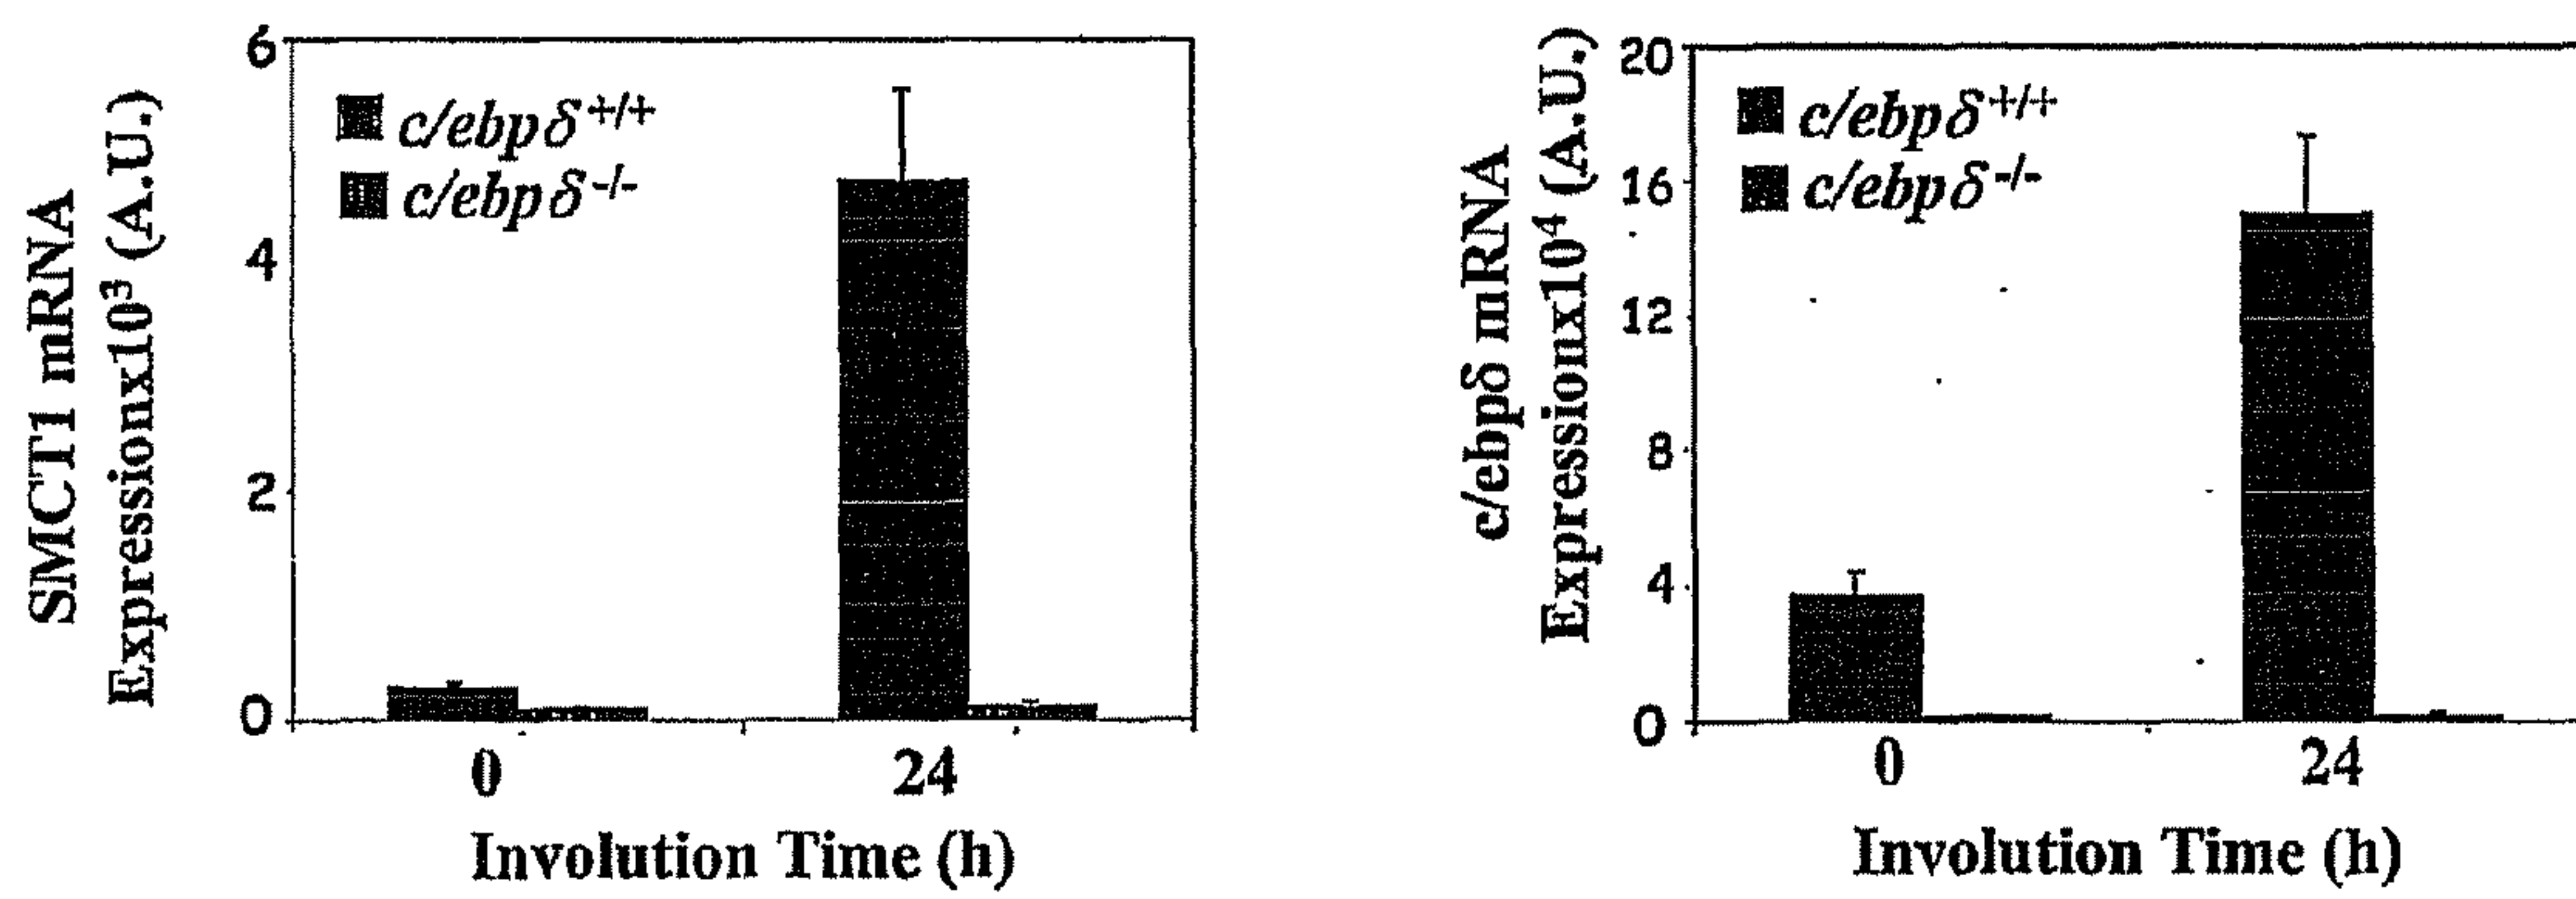 SMCT1 mRNA
Expressionx10³ (A.U.)
6
4
2
0
c/ebpδ+/+
c/ebpδ-/-
0
24
Involution Time (h)
c/ebpδ mRNA
Expressionx10⁴ (A.U.)
20
16
12
8
4
0
c/ebpδ+/+
c/ebpδ-/-
0
24
Involution Time (h)